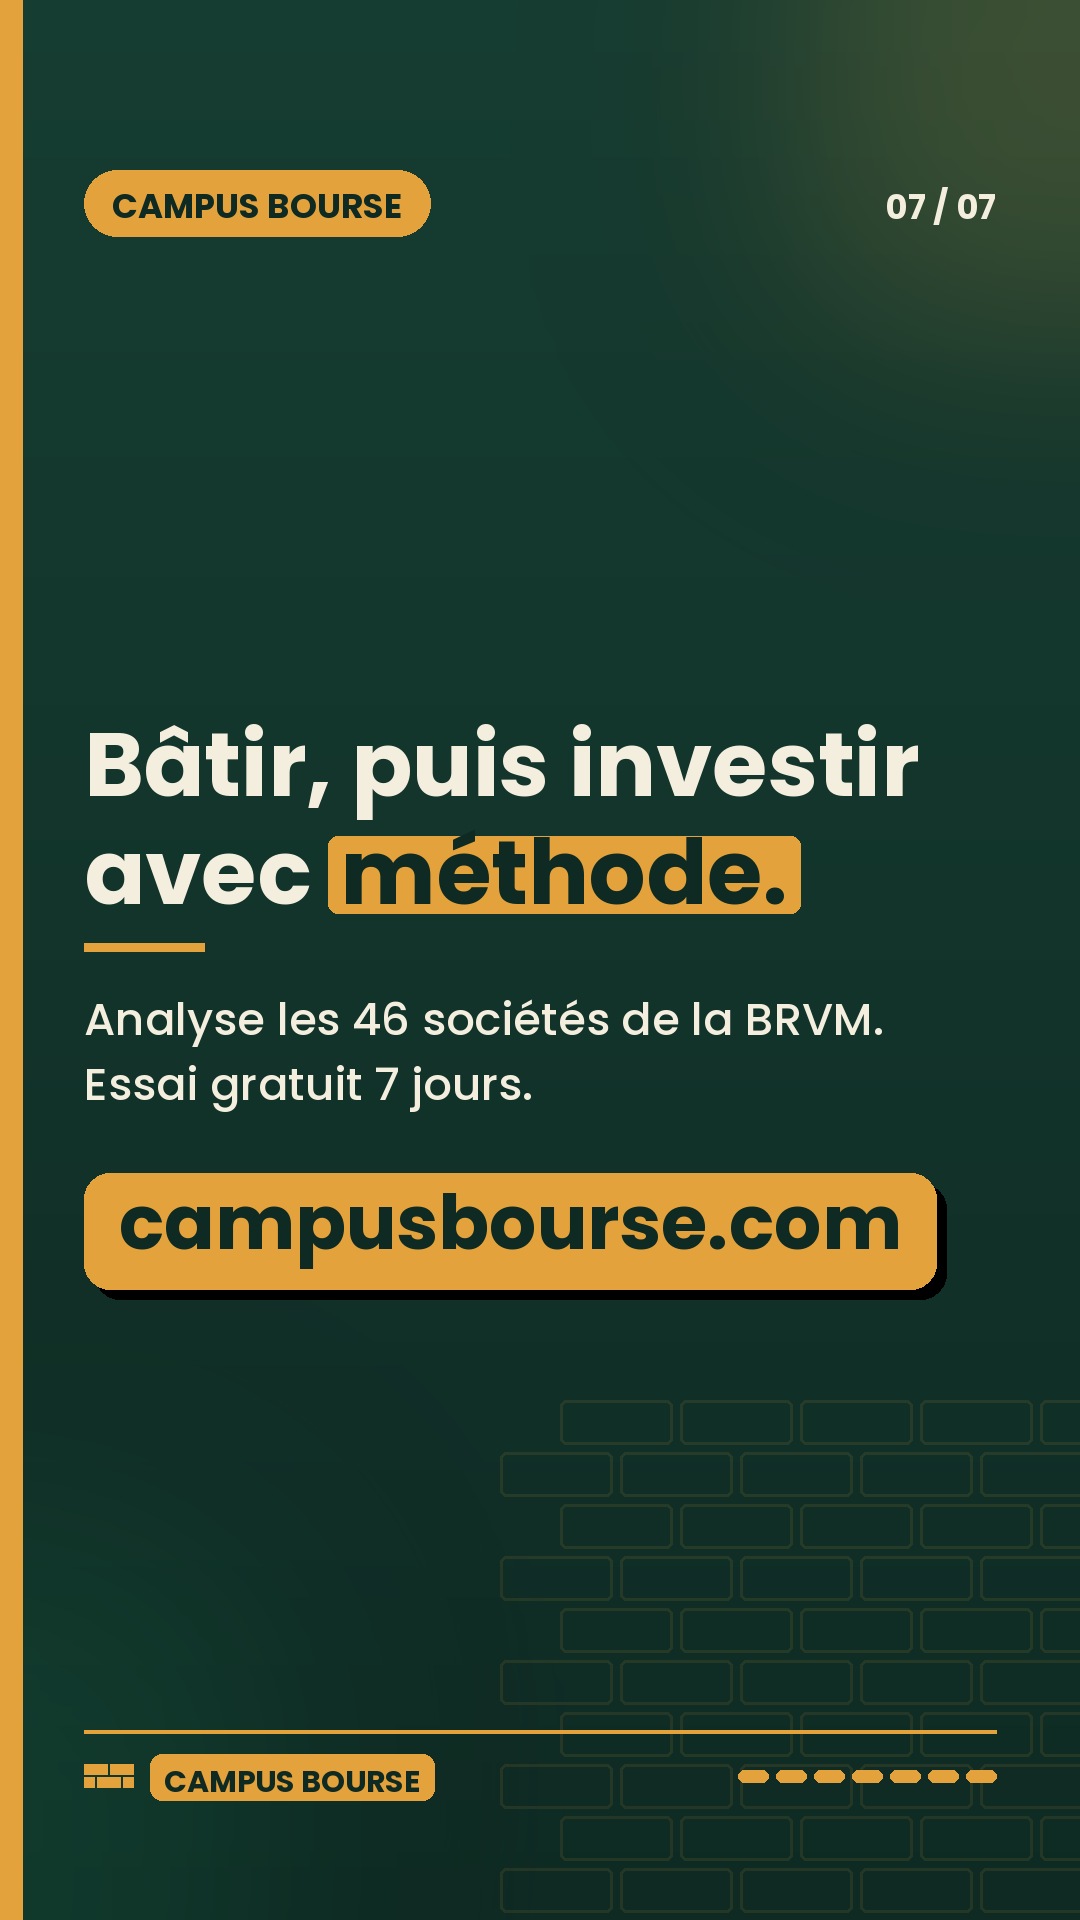 CAMPUS BOURSE
07 / 07
Bâtir, puis investir
avec méthode.
Analyse les 46 sociétés de la BRVM.
Essai gratuit 7 jours.
campusbourse.com
CAMPUS BOURSE